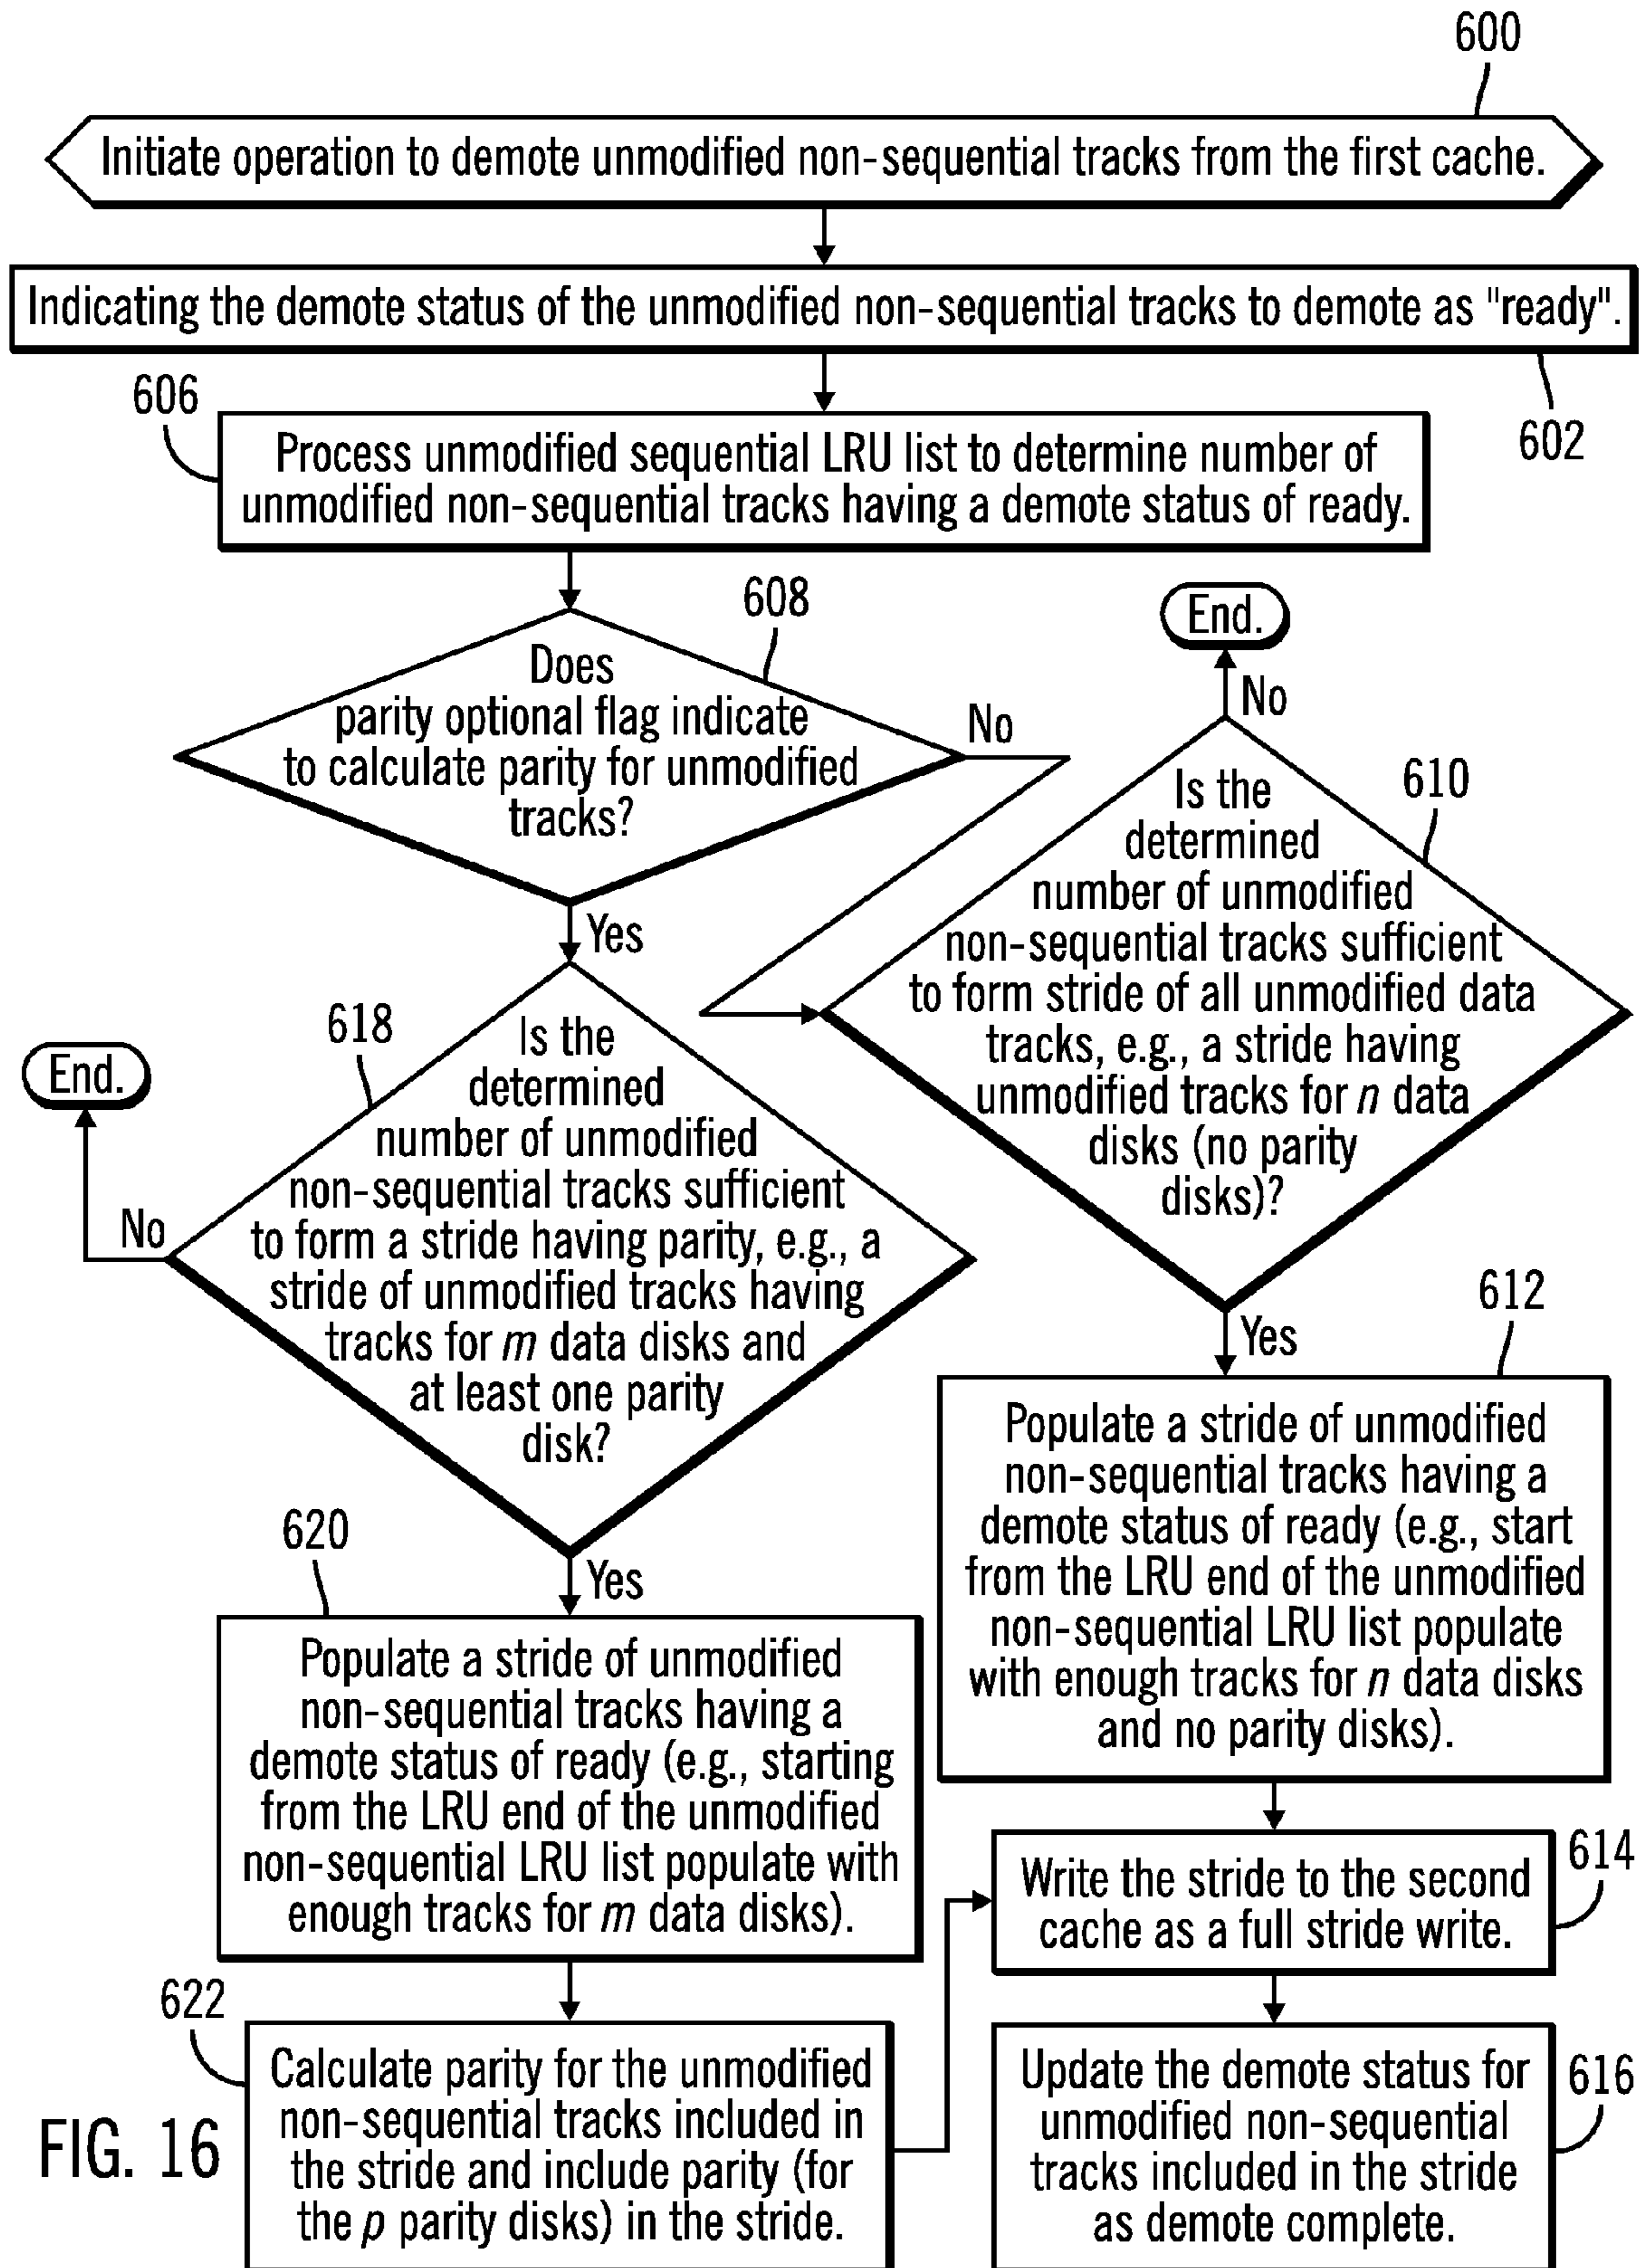 600
Initiate operation to demote unmodified non-sequential tracks from the first cache.
Indicating the demote status of the unmodified non-sequential tracks to demote as "ready".
602
606
Process unmodified sequential LRU list to determine number of
unmodified non-sequential tracks having a demote status of ready.
608
Does
parity optional flag indicate
to calculate parity for unmodified
tracks?
No
Yes
End.
No
610
Is the
determined
number of unmodified
non-sequential tracks sufficient
to form stride of all unmodified data
tracks, e.g., a stride having
unmodified tracks for n data
disks (no parity
disks)?
Yes
618
Is the
determined
number of unmodified
non-sequential tracks sufficient
to form a stride having parity, e.g., a
stride of unmodified tracks having
tracks for m data disks and
at least one parity
disk?
End.
No
Yes
612
Populate a stride of unmodified
non-sequential tracks having a
demote status of ready (e.g., start
from the LRU end of the unmodified
non-sequential LRU list populate
with enough tracks for n data disks
and no parity disks).
620
Populate a stride of unmodified
non-sequential tracks having a
demote status of ready (e.g., starting
from the LRU end of the unmodified
non-sequential LRU list populate with
enough tracks for m data disks).
614
Write the stride to the second
cache as a full stride write.
622
Calculate parity for the unmodified
non-sequential tracks included in
the stride and include parity (for
the p parity disks) in the stride.
616
Update the demote status for
unmodified non-sequential
tracks included in the stride
as demote complete.
FIG. 16